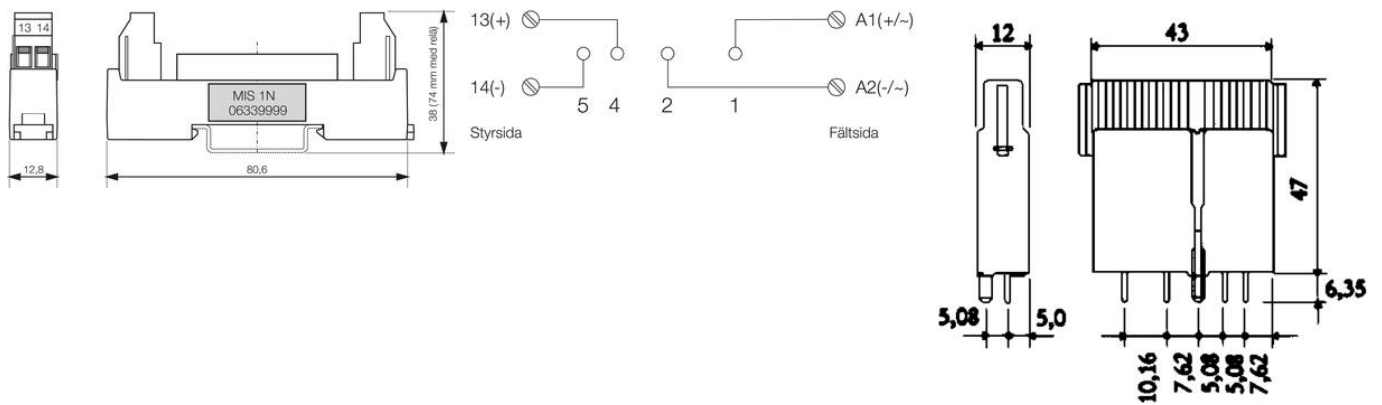 13 14
MIS 1N
06339999
38 (74 mm med relä)
12,8
80,6
13(+)
A1(+/~)
14(-)
5 4 2 1
A2(-/~)
Styrsida
Fältsida
12
43
47
6,35
5,08
5,0
10,16
7,62
5,08
5,08
7,62